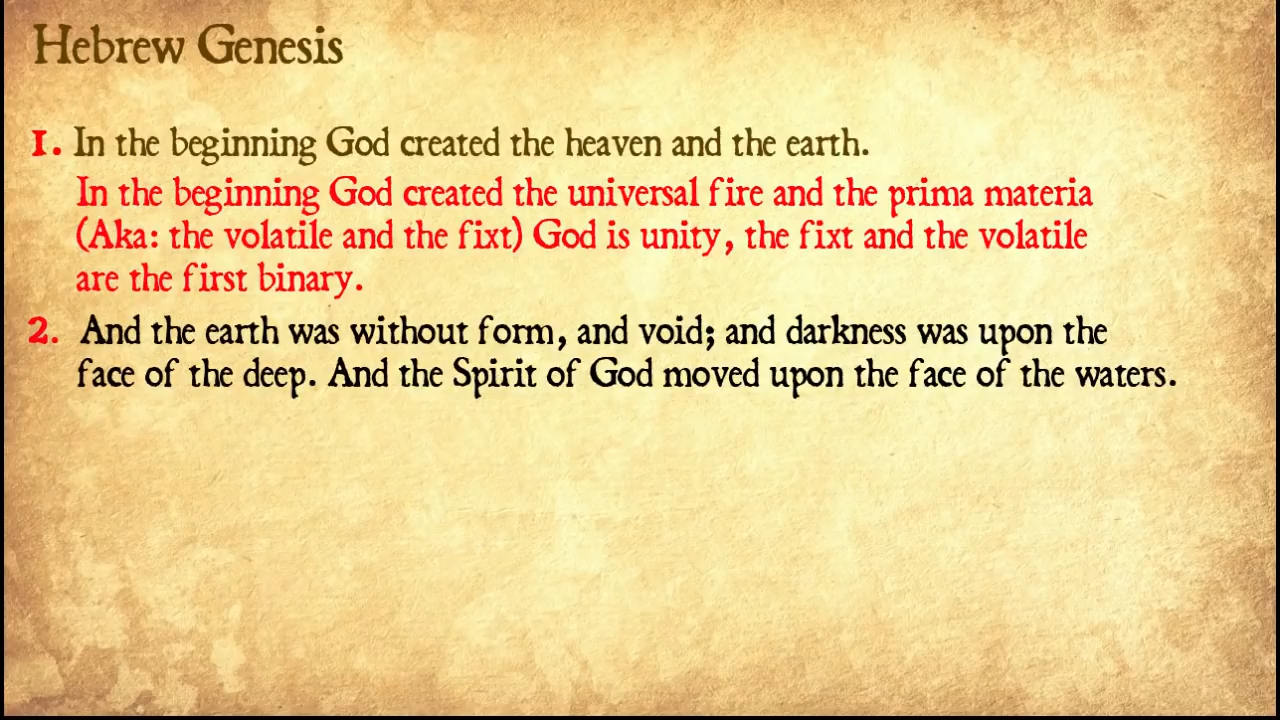 Hebrew Genesis
1. In the beginning God created the heaven and the earth.
In the beginning God created the universal fire and the prima materia
(Aka: the volatile and the fixt) God is unity, the fixt and the volatile
are the first binary.
2. And the earth was without form, and void; and darkness was upon the
face of the deep. And the Spirit of God moved upon the face of the waters.